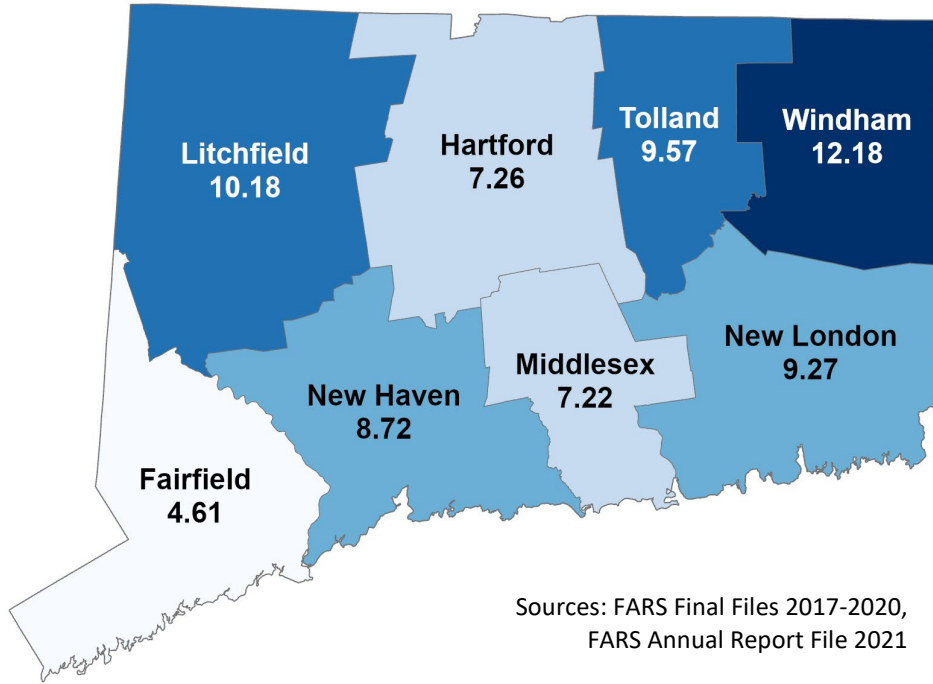 Litchfield
10.18
Hartford
7.26
Tolland
9.57
Windham
12.18
New Haven
8.72
Middlesex
7.22
New London
9.27
Fairfield
4.61
Sources: FARS Final Files 2017-2020,
FARS Annual Report File 2021